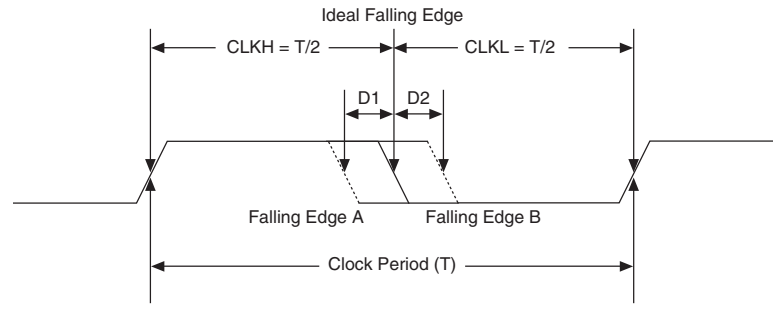 Ideal Falling Edge
CLKH = T/2
CLKL = T/2
D1
D2
Falling Edge A
Falling Edge B
Clock Period (T)